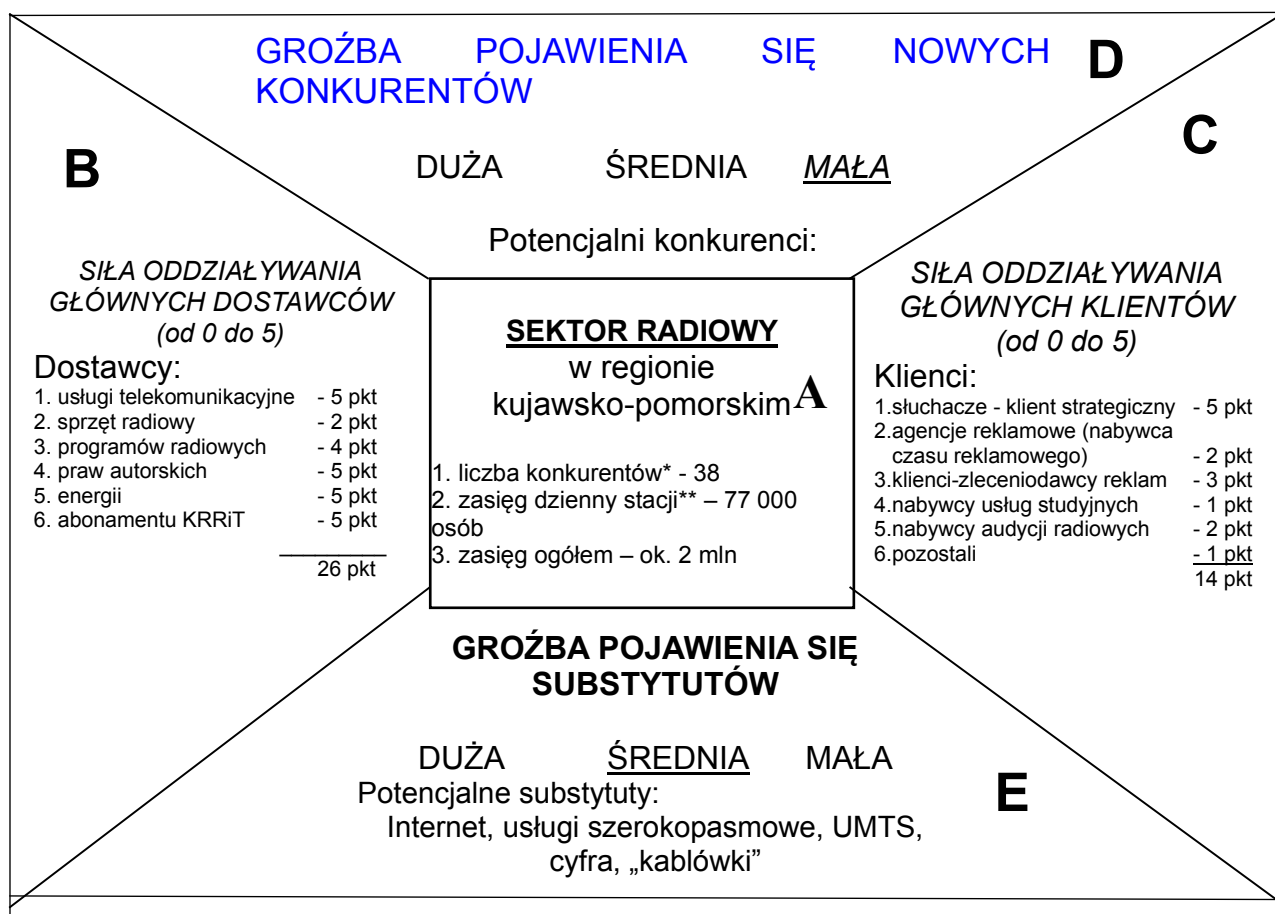 GROŹBA POJAWIENIA SIĘ NOWYCH
KONKURENTÓW
D
DUŻA ŚREDNIA MAŁA
Potencjalni konkurenci:
B
SIŁA ODDZIAŁYWANIA
GŁÓWNYCH DOSTAWCÓW
(od 0 do 5)
Dostawcy:
1. usługi telekomunikacyjne - 5 pkt
2. sprzęt radiowy - 2 pkt
3. programów radiowych - 4 pkt
4. praw autorskich - 5 pkt
5. energii - 5 pkt
6. abonamentu KRRiT - 5 pkt
26 pkt
SEKTOR RADIOWY
w regionie
kujawsko-pomorskim A
1. liczba konkurentów* - 38
2. zasięg dzienny stacji** – 77 000
osób
3. zasięg ogółem – ok. 2 mln
C
SIŁA ODDZIAŁYWANIA
GŁÓWNYCH KLIENTÓW
(od 0 do 5)
Klienci:
1.słuchacze - klient strategiczny - 5 pkt
2.agencje reklamowe (nabywca
czasu reklamowego) - 2 pkt
3.klienci-zleceniodawcy reklam - 3 pkt
4.nabywcy usług studyjnych - 1 pkt
5.nabywcy audycji radiowych - 2 pkt
6.pozostali - 1 pkt
14 pkt
GROŹBA POJAWIENIA SIĘ
SUBSTYTUTÓW
DUŻA ŚREDNIA MAŁA
E
Potencjalne substytuty:
Internet, usługi szerokopasmowe, UMTS,
cyfra, „kablówki”